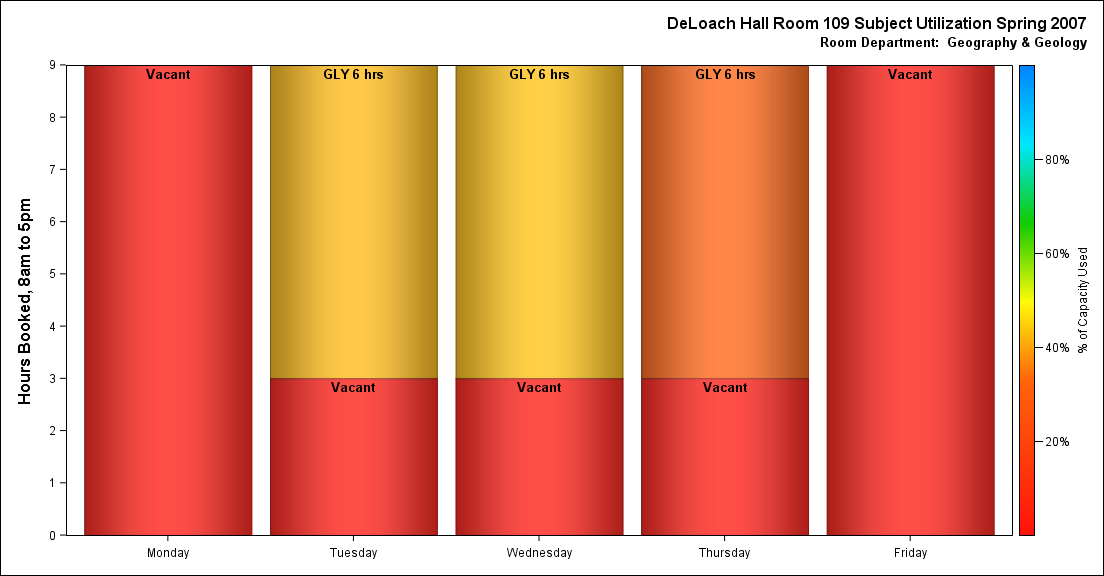 DeLoach Hall Room 109 Subject Utilization Spring 2007
Room Department: Geography & Geology
Hours Booked, 8am to 5pm
9
8
7
6
5
4
3
2
1
0
Vacant
GLY 6 hrs
GLY 6 hrs
GLY 6 hrs
Vacant
Vacant
Vacant
Vacant
Monday
Tuesday
Wednesday
Thursday
Friday
80%
60%
40%
20%
% of Capacity Used